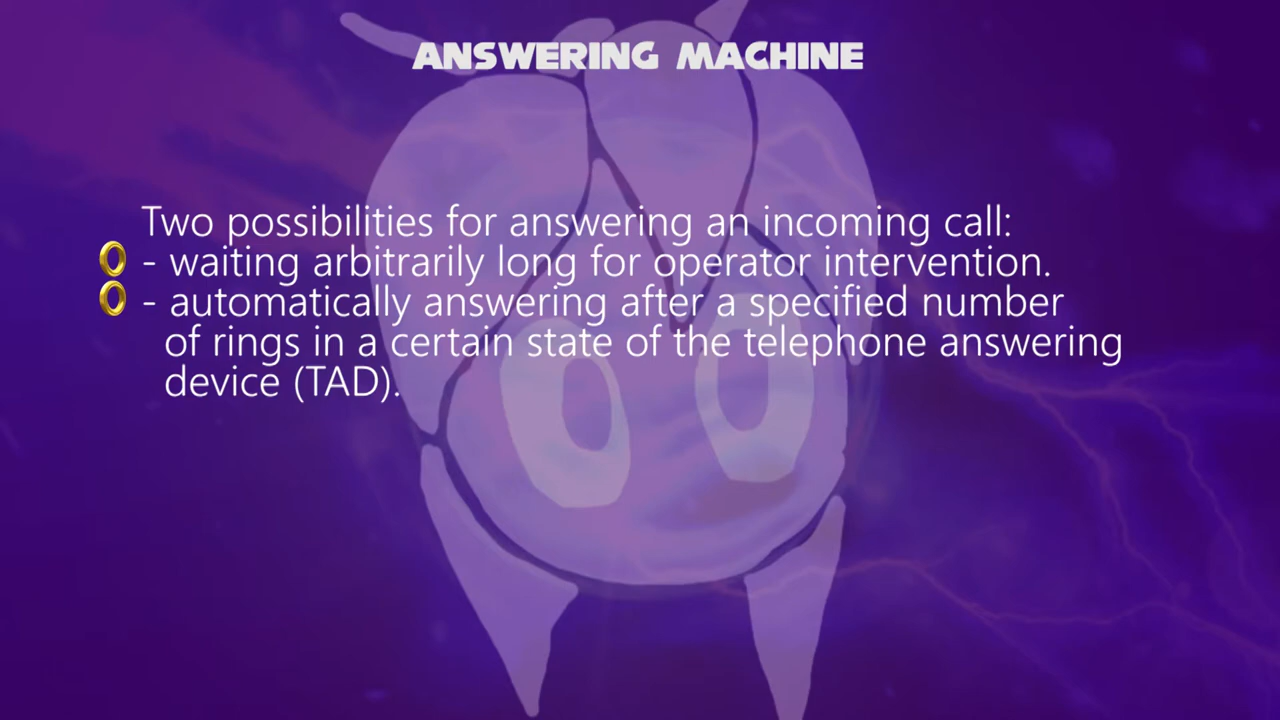 ANSWERING MACHINE
Two possibilities for answering an incoming call:
- waiting arbitrarily long for operator intervention.
- automatically answering after a specified number
of rings in a certain state of the telephone answering
device (TAD).